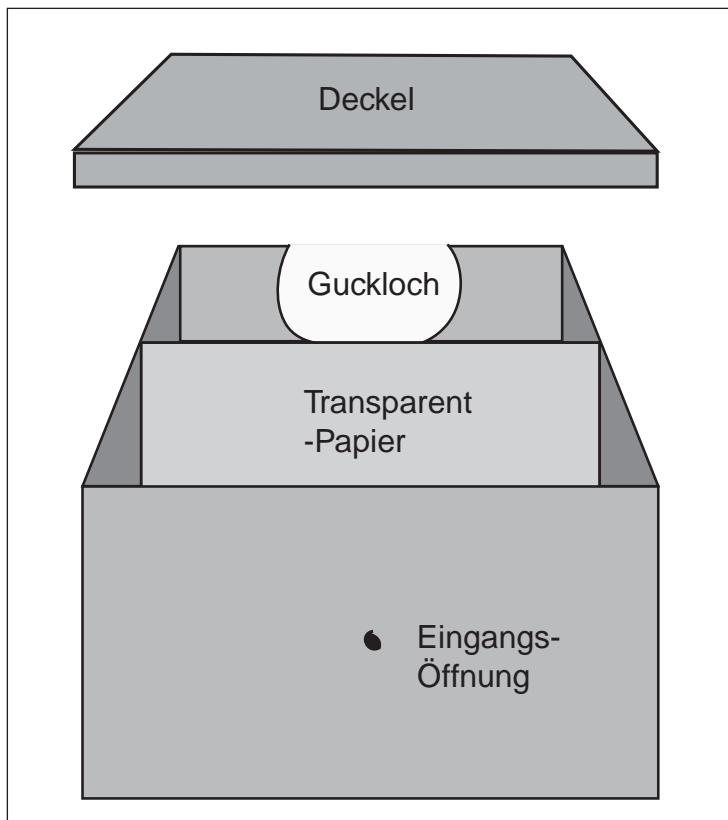 Deckel
Guckloch
Transparent
-Papier
Eingangs-
Öffnung